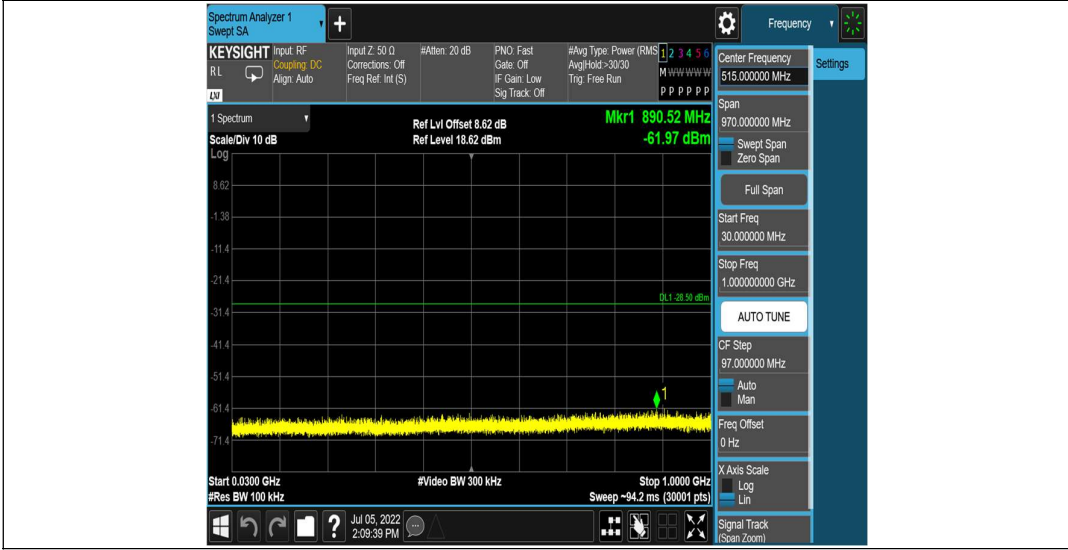 Spectrum Analyzer 1
Swept SA
Frequency
KEYSIGHT
R L
LXI
Input: RF
Coupling: DC
Align: Auto
Input Z: 50 Ω
Corrections: Off
Freq Ref: Int (S)
#Atten: 20 dB
PNO: Fast
Gate: Off
IF Gain: Low
Sig Track: Off
#Avg Type: Power (RMS
Avg|Hold:>30/30
Trig: Free Run
1 2 3 4 5 6
M W W W W W
P P P P P P
Center Frequency
515.000000 MHz
Settings
1 Spectrum
Scale/Div 10 dB
Ref Lvl Offset 8.62 dB
Ref Level 18.62 dBm
Mkr1 890.52 MHz
-61.97 dBm
Log
8.62
-1.38
-11.4
-21.4
-31.4
-41.4
-51.4
-61.4
-71.4
DL1 -28.50 dBm
1
Start 0.0300 GHz
#Res BW 100 kHz
#Video BW 300 kHz
Stop 1.0000 GHz
Sweep ~94.2 ms (30001 pts)
Span
970.000000 MHz
Swept Span
Zero Span
Full Span
Start Freq
30.000000 MHz
Stop Freq
1.000000000 GHz
AUTO TUNE
CF Step
97.000000 MHz
Auto
Man
Freq Offset
0 Hz
X Axis Scale
Log
Lin
Signal Track
(Span Zoom)
Jul 05, 2022
2:09:39 PM